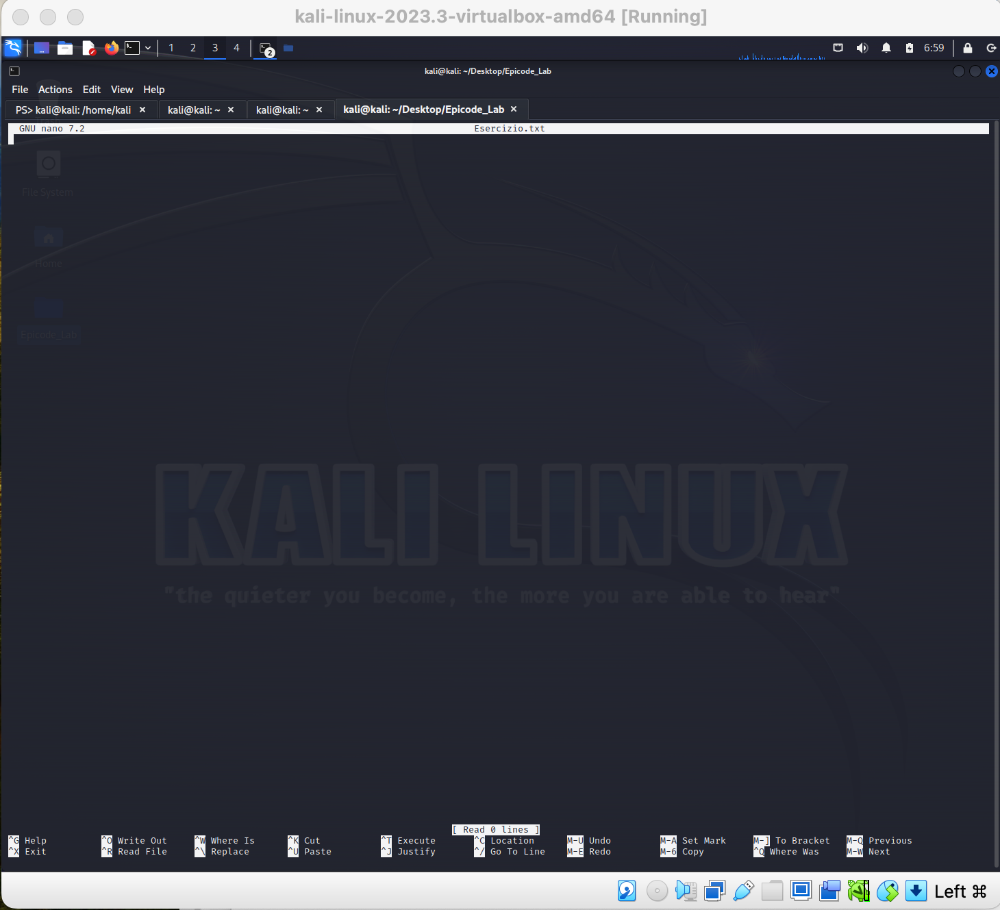 kali-linux-2023.3-virtualbox-amd64 [Running]
1 2 3 4 2 6:59
kali@kali: ~/Desktop/Epicode_Lab
File Actions Edit View Help
PS> kali@kali: /home/kali kali@kali: ~ kali@kali: ~ kali@kali: ~/Desktop/Epicode_Lab
GNU nano 7.2 Esercizio.txt
File System
Home
Epicode_Lab
KALI LINUX
"the quieter you become, the more you are able to hear"
[ Read 0 lines ]
^G Help ^O Write Out ^W Where Is ^K Cut ^T Execute ^C Location M-U Undo M-A Set Mark M-] To Bracket M-Q Previous
^X Exit ^R Read File ^\ Replace ^U Paste ^J Justify ^/ Go To Line M-E Redo M-6 Copy ^Q Where Was M-W Next
Left ⌘